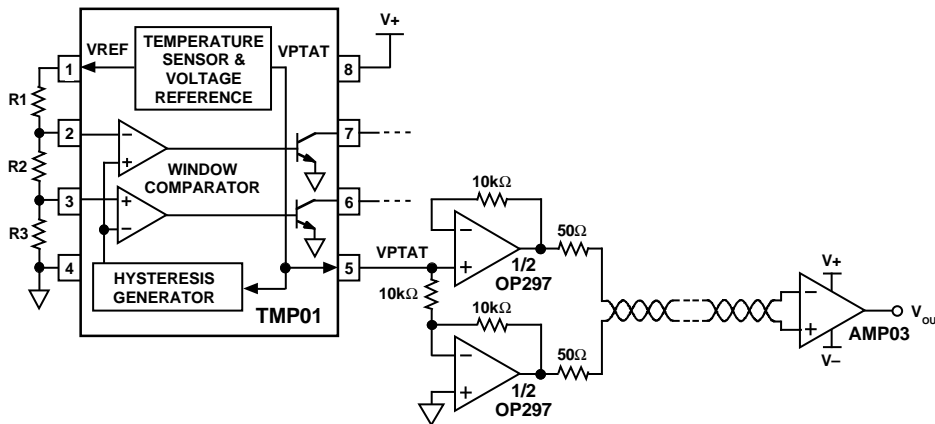 TEMPERATURE
SENSOR &
VOLTAGE
REFERENCE
VREF
VPTAT
V+
1
8
R1
2
7
R2
WINDOW
COMPARATOR
3
6
R3
4
HYSTERESIS
GENERATOR
TMP01
5
VPTAT
−
+
+
−
10kΩ
−
+
1/2
OP297
50Ω
10kΩ
10kΩ
−
+
1/2
OP297
50Ω
V+
−
+
V−
AMP03
V OU